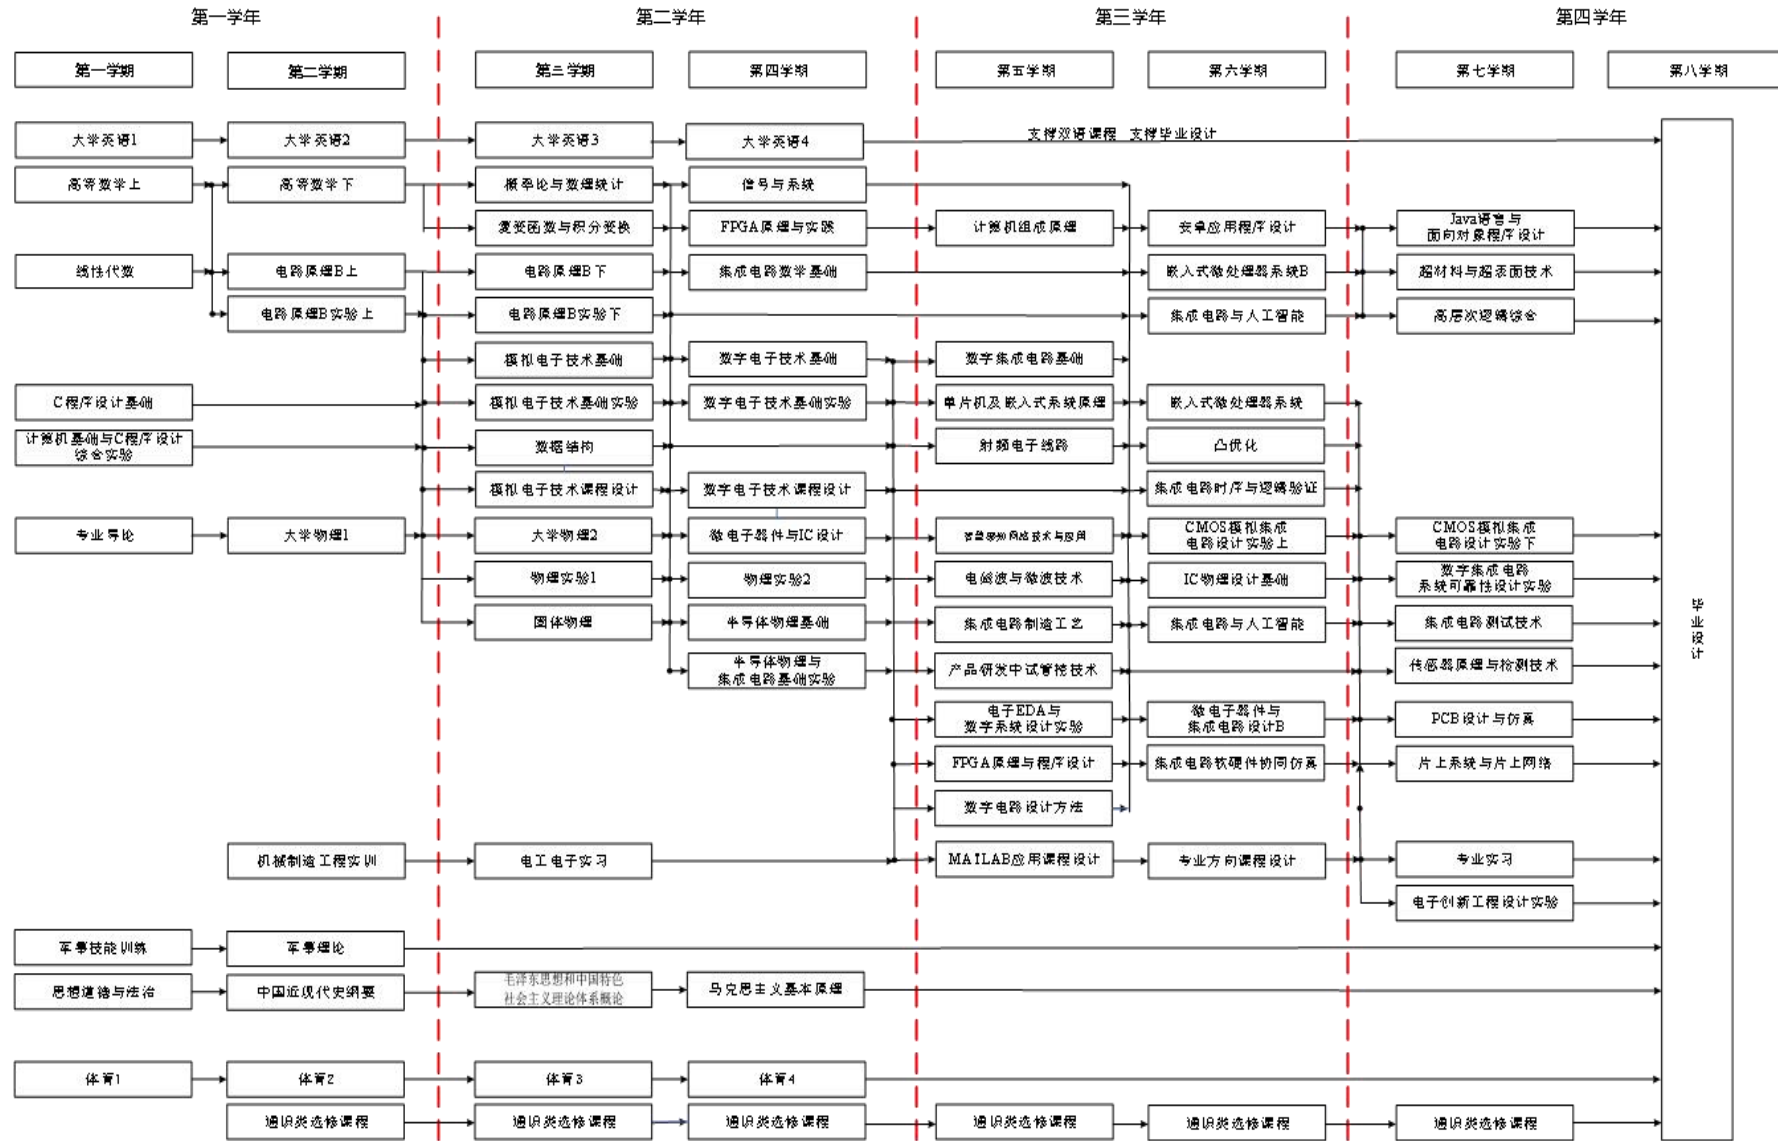 第一学年
第二学年
第三学年
第四学年
第一学期
第二学期
第三学期
第四学期
第五学期
第六学期
第七学期
第八学期
大学英语1
大学英语2
大学英语3
大学英语4
支撑双语课程 支撑毕业设计
高等数学上
高等数学下
概率论与数理统计
信号与系统
复变函数与积分变换
FPGA原理与实践
计算机组成原理
安卓应用程序设计
Java语言与
面向对象程序设计
线性代数
电路原理B上
电路原理B下
集成电路数学基础
嵌入式微处理器系统B
超材料与超表面技术
电路原理B实验上
电路原理B实验下
集成电路与人工智能
高层次逻辑综合
模拟电子技术基础
数字电子技术基础
数字集成电路基础
C程序设计基础
模拟电子技术基础实验
数字电子技术基础实验
单片机及嵌入式系统原理
嵌入式微处理器系统
计算机基础与C程序设计
综合实验
数据结构
射频电子线路
凸优化
模拟电子技术课程设计
数字电子技术课程设计
集成电路时序与逻辑验证
专业导论
大学物理1
大学物理2
微电子器件与IC设计
智慧感知网络技术与应用
CMOS模拟集成
电路设计实验上
CMOS模拟集成
电路设计实验下
物理实验1
物理实验2
电磁波与微波技术
IC物理设计基础
数字集成电路
系统可靠性设计实验
固体物理
半导体物理基础
集成电路制造工艺
集成电路与人工智能
集成电路测试技术
毕业设计
半导体物理与
集成电路基础实验
产品研发中试管控技术
传感器原理与检测技术
电子EDA与
数字系统设计实验
微电子器件与
集成电路设计B
PCB设计与仿真
FPGA原理与程序设计
集成电路软硬件协同仿真
片上系统与片上网络
数字电路设计方法
机械制造工程实训
电工电子实习
MAILAB应用课程设计
专业方向课程设计
专业实习
电子创新工程设计实验
军事技能训练
军事理论
思想道德与法治
中国近现代史纲要
毛泽东思想和中国特色
社会主义理论体系概论
马克思主义基本原理
体育1
体育2
体育3
体育4
通识类选修课程
通识类选修课程
通识类选修课程
通识类选修课程
通识类选修课程
通识类选修课程